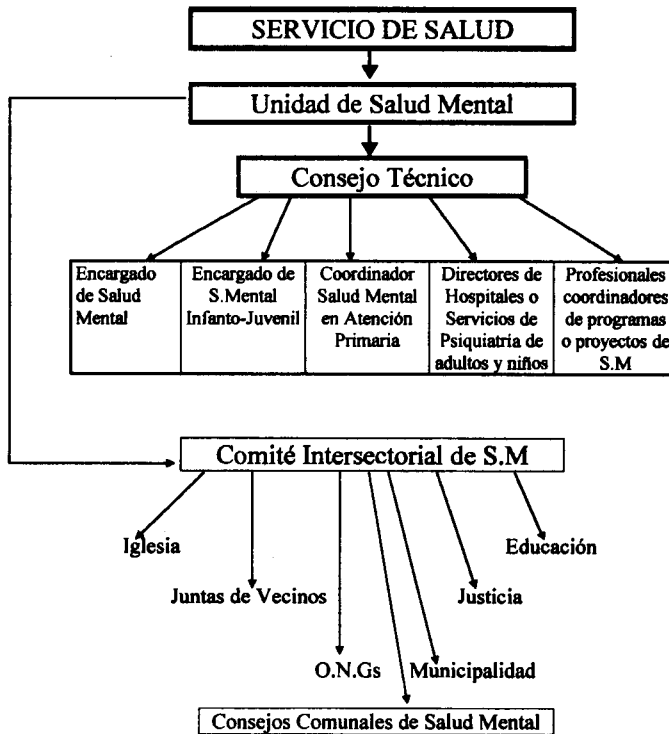 SERVICIO DE SALUD
Unidad de Salud Mental
Consejo Técnico
Encargado
de Salud
Mental
Encargado de
S.Mental
Infanto-Juvenil
Coordinador
Salud Mental
en Atención
Primaria
Directores de
Hospitales o
Servicios de
Psiquiatría de
adultos y niños
Profesionales
coordinadores
de programas
o proyectos de
S.M
Comité Intersectorial de S.M
Iglesia
Educación
Juntas de Vecinos
Justicia
O.N.Gs
Municipalidad
Consejos Comunales de Salud Mental